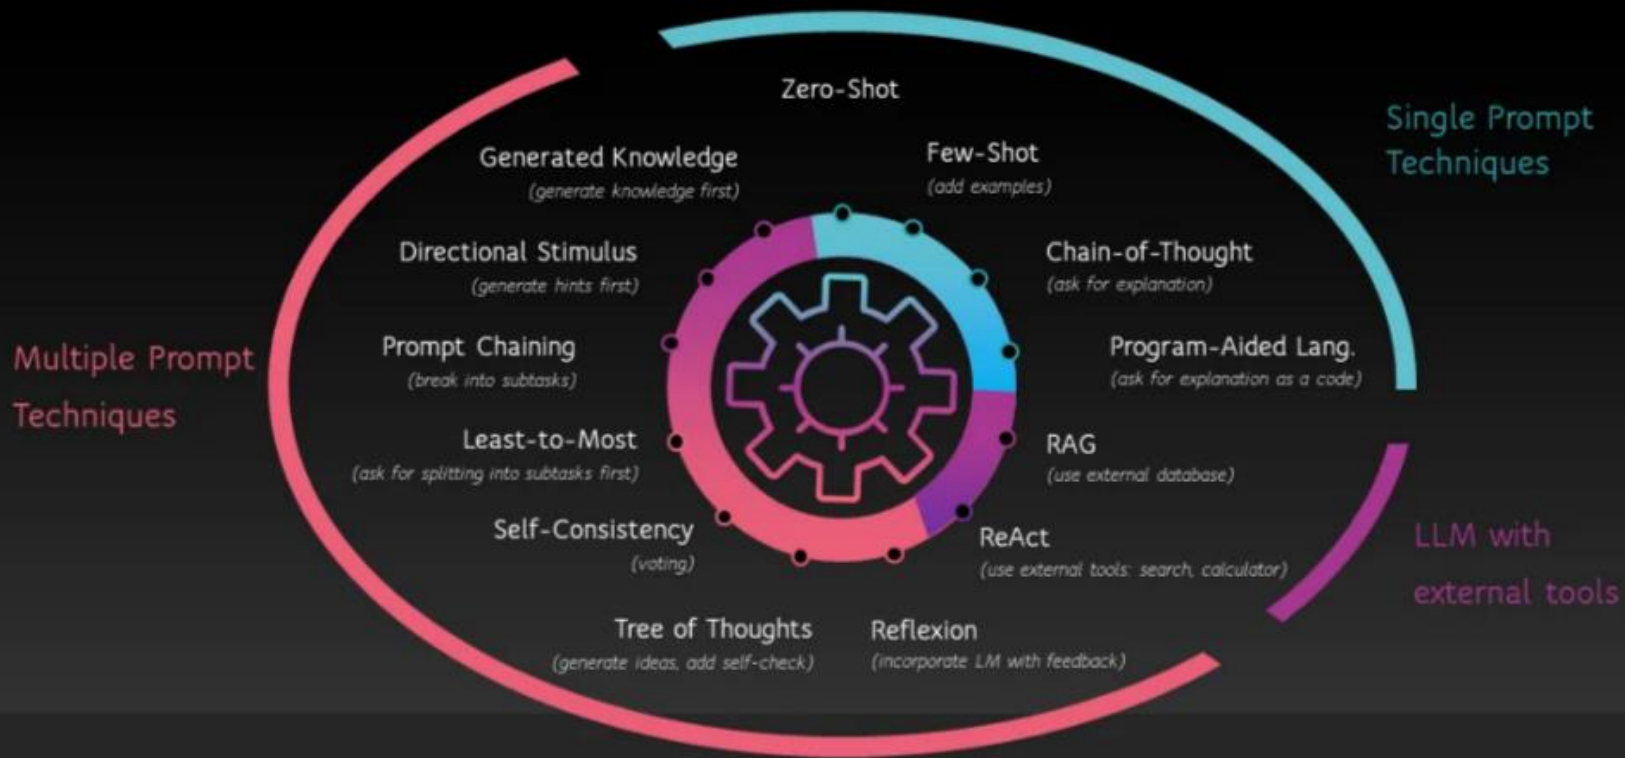 Zero-Shot
Few-Shot
(add examples)
Chain-of-Thought
(ask for explanation)
Program-Aided Lang.
(ask for explanation as a code)
Single Prompt
Techniques
RAG
(use external database)
ReAct
(use external tools: search, calculator)
LLM with
external tools
Reflexion
(incorporate LM with feedback)
Tree of Thoughts
(generate ideas, add self-check)
Self-Consistency
(voting)
Least-to-Most
(ask for splitting into subtasks first)
Prompt Chaining
(break into subtasks)
Directional Stimulus
(generate hints first)
Generated Knowledge
(generate knowledge first)
Multiple Prompt
Techniques